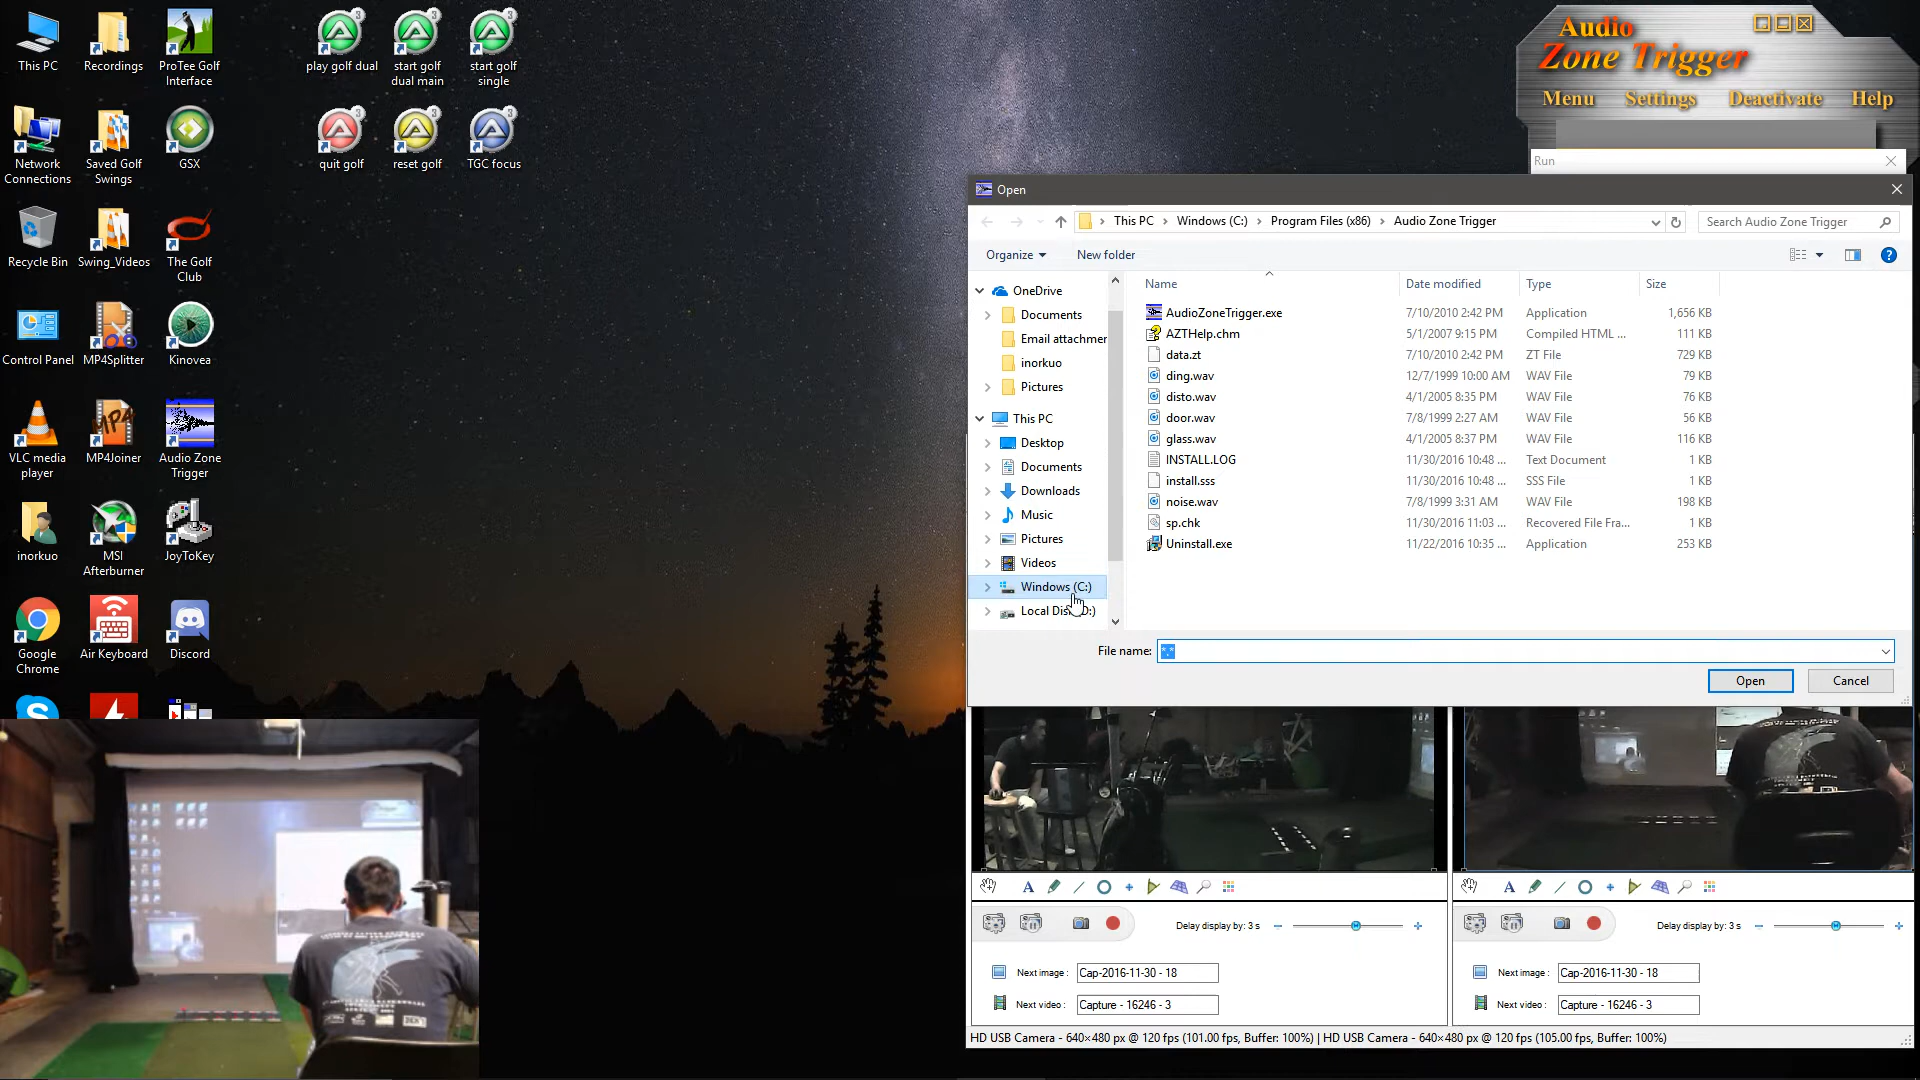 This PC
Recordings
ProTee Golf
Interface
play golf dual
start golf
dual main
start golf
single
Network
Connections
Saved Golf
Swings
GSX
quit golf
reset golf
TGC focus
Recycle Bin
Swing_Videos
The Golf
Club
Control Panel
MP4Splitter
Kinovea
VLC media
player
MP4Joiner
Audio Zone
Trigger
inorkuo
MSI
Afterburner
JoyToKey
Google
Chrome
Air Keyboard
Discord
Audio
Zone Trigger
Menu Settings Deactivate Help
Run
Open
This PC > Windows (C:) > Program Files (x86) > Audio Zone Trigger
Search Audio Zone Trigger
Organize
New folder
OneDrive
Documents
Email attachmer
inorkuo
Pictures
This PC
Desktop
Documents
Downloads
Music
Pictures
Videos
Windows (C:)
Local Dis D:)
Name Date modified Type Size
AudioZoneTrigger.exe 7/10/2010 2:42 PM Application 1,656 KB
AZTHelp.chm 5/1/2007 9:15 PM Compiled HTML ... 111 KB
data.zt 7/10/2010 2:42 PM ZT File 729 KB
ding.wav 12/7/1999 10:00 AM WAV File 79 KB
disto.wav 4/1/2005 8:35 PM WAV File 76 KB
door.wav 7/8/1999 2:27 AM WAV File 56 KB
glass.wav 4/1/2005 8:37 PM WAV File 116 KB
INSTALL.LOG 11/30/2016 10:48 ... Text Document 1 KB
install.sss 11/30/2016 10:48 ... SSS File 1 KB
noise.wav 7/8/1999 3:31 AM WAV File 198 KB
sp.chk 11/30/2016 11:03 ... Recovered File Fra... 1 KB
Uninstall.exe 11/22/2016 10:35 ... Application 253 KB
File name: *.*
Open Cancel
Delay display by: 3 s
Next image : Cap-2016-11-30 - 18
Next video : Capture - 16246 - 3
Delay display by: 3 s
Next image : Cap-2016-11-30 - 18
Next video : Capture - 16246 - 3
HD USB Camera - 640×480 px @ 120 fps (101.00 fps, Buffer: 100%) | HD USB Camera - 640×480 px @ 120 fps (105.00 fps, Buffer: 100%)